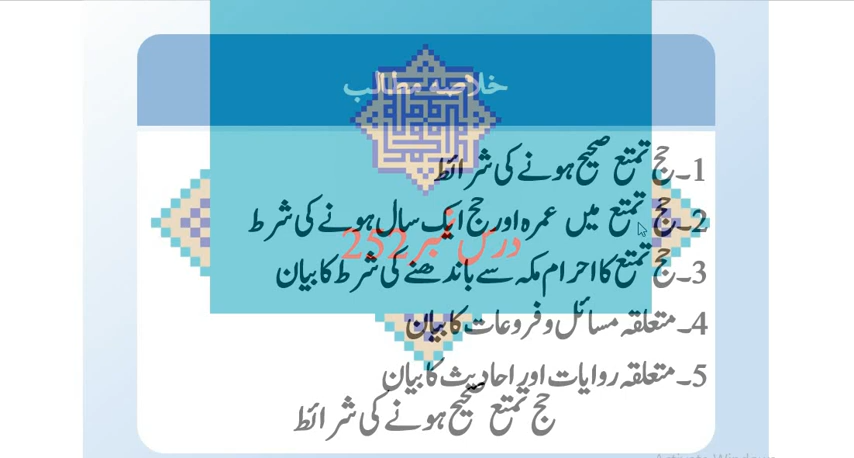 خلاصه مطالب
1۔حج تمتع صحیح ہونے کی شرائط
2۔حج تمتع میں عمرہ اور حج ایک سال ہونے کی شرط
درس نمبر 252
3۔حج تمتع کا احرام مکہ سے باندھنے کی شرط کا بیان
4۔متعلقہ مسائل و فروعات کا بیان
5۔متعلقہ روایات اور احادیث کا بیان
حج تمتع صحیح ہونے کی شرائط